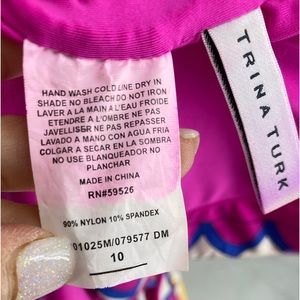 HAND WASH COLD LINE DRY IN
SHADE NO BLEACH DO NOT IRON
LAVER A LA MAIN A L'EAU FROIDE
ETENDRE A L'OMBRE NE PAS
JAVELLISER NE PAS REPASSER
LAVADO A MANO CON AGUA FRIA
COLGAR A SECAR EN LA SOMBRA
NO USE BLANQUEADOR NO
PLANCHAR
MADE IN CHINA
RN#59526
90% NYLON 10% SPANDEX
01025M/079577 DM
10
TRINA TURK